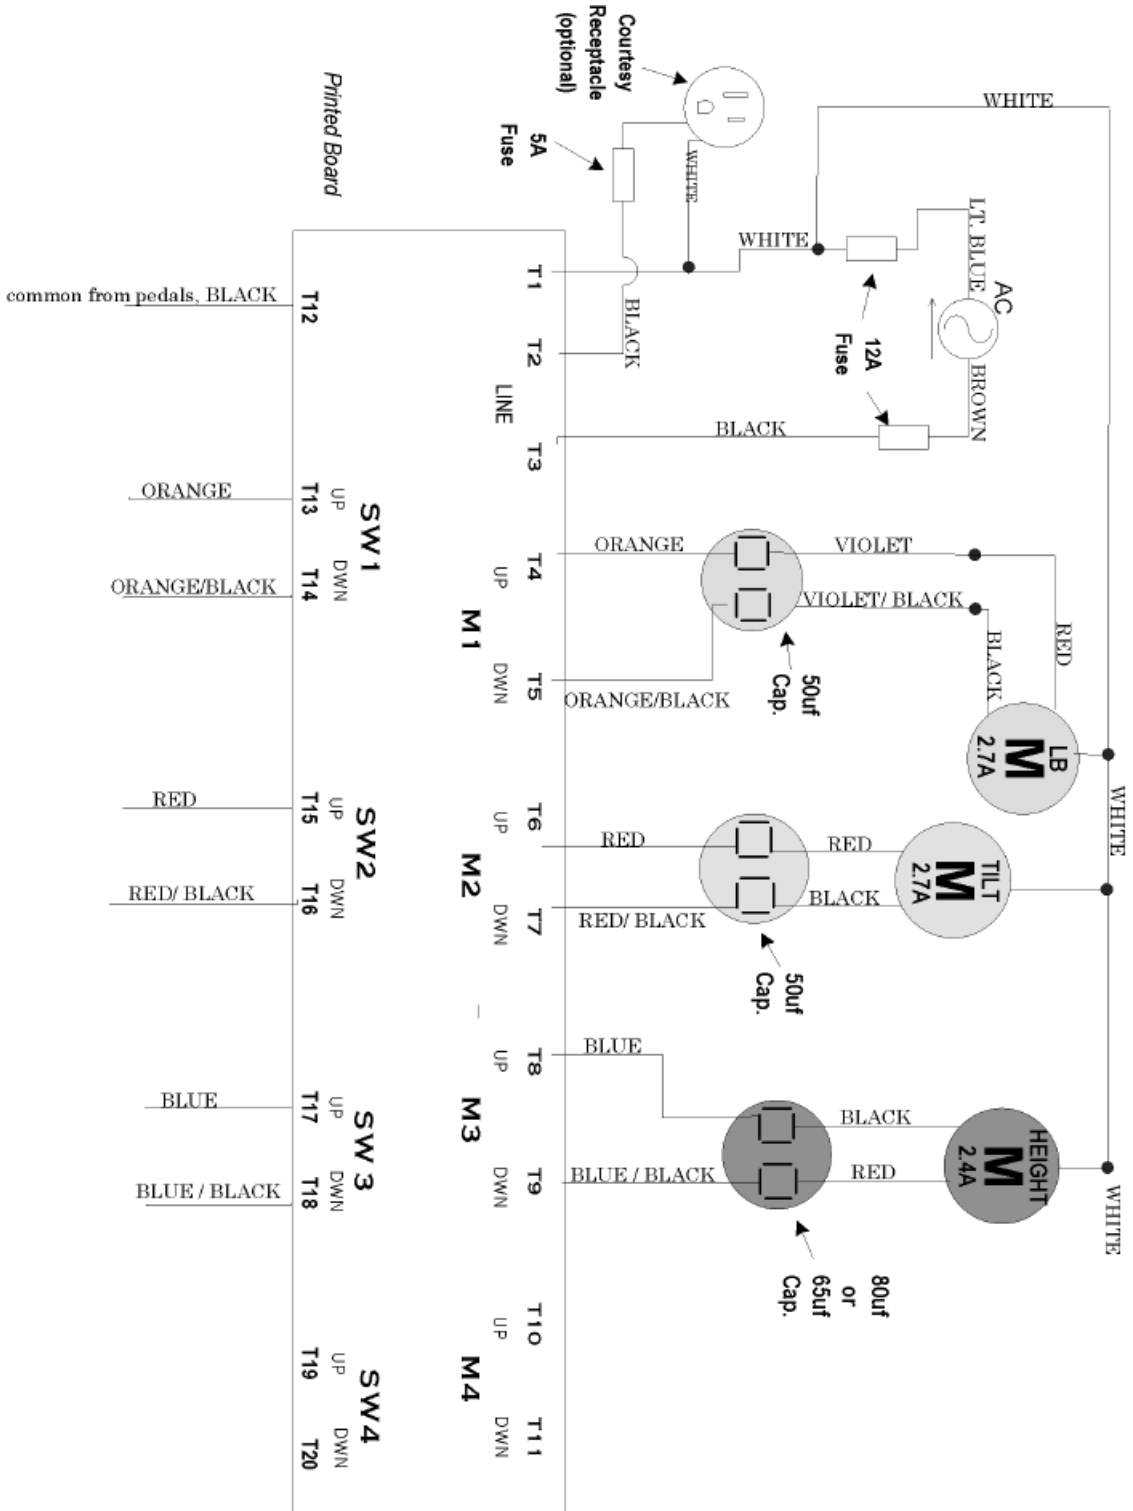 Courtesy
Receptacle
(optional)
Printed Board
5A
Fuse
WHITE
WHITE
WHITE
LT. BLUE
AC
BROWN
12A
Fuse
BLACK
BLACK
T1
T2
LINE
T3
common from pedals, BLACK
T12
ORANGE
T13
UP
SW1
ORANGE/BLACK
T14
DWN
T4
UP
M1
DWN
T5
ORANGE
ORANGE/BLACK
VIOLET
VIOLET/ BLACK
50uf
Cap.
BLACK
RED
LB
M
2.7A
WHITE
RED
T15
UP
SW2
RED/ BLACK
T16
DWN
T6
UP
M2
DWN
T7
RED
RED/ BLACK
RED
BLACK
50uf
Cap.
TILT
M
2.7A
BLUE
T17
UP
SW3
BLUE / BLACK
T18
DWN
T8
UP
M3
DWN
T9
BLUE
BLUE / BLACK
BLACK
RED
80uf
or
65uf
Cap.
HEIGHT
M
2.4A
WHITE
T19
UP
SW4
T20
DWN
T10
UP
M4
DWN
T11